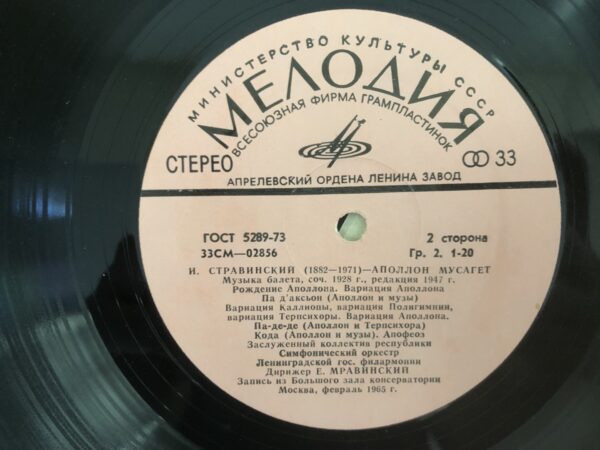 МИНИСТЕРСТВО КУЛЬТУРЫ СССР
МЕЛОДИЯ
ВСЕСОЮЗНАЯ ФИРМА ГРАМПЛАСТИНОК
СТЕРЕО
33
АПРЕЛЕВСКИЙ ОРДЕНА ЛЕНИНА ЗАВОД
ГОСТ 5289-73
2 сторона
33СМ—02856
Гр. 2. 1-20
И. СТРАВИНСКИЙ (1882—1971)—АПОЛЛОН МУСАГЕТ
Музыка балета, соч. 1928 г., редакция 1947 г.
Рождение Аполлона. Вариация Аполлона
Па д'аксьон (Аполлон и музы)
Вариация Каллиопы, вариация Полигимнии,
вариация Терпсихоры. Вариация Аполлона.
Па-де-де (Аполлон и Терпсихора)
Кода (Аполлон и музы). Апофеоз
Заслуженный коллектив республики
Симфонический оркестр
Ленинградской гос. филармонии
Дирижер Е. МРАВИНСКИЙ
Запись из Большого зала консерватории
Москва, февраль 1965 г.